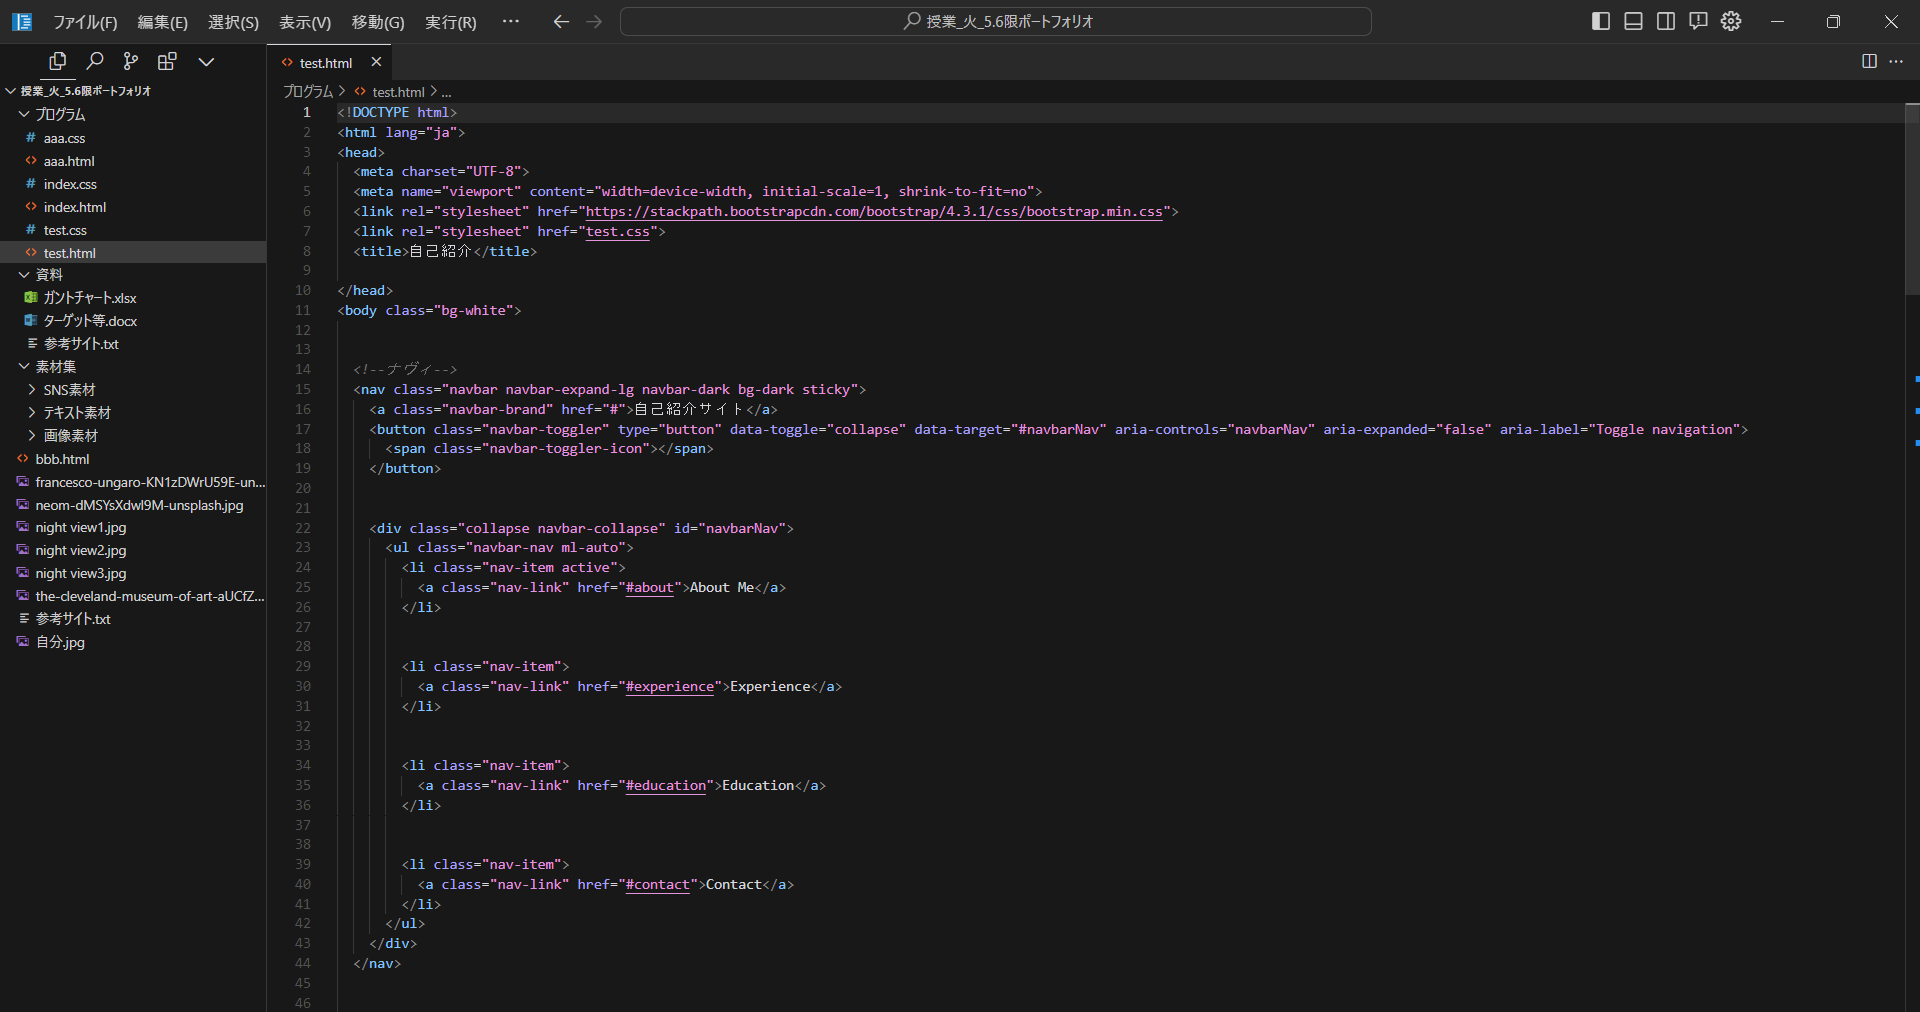 ファイル(F) 編集(E) 選択(S) 表示(V) 移動(G) 実行(R) ··· 授業_火_5.6限ポートフォリオ
test.html
授業_火_5.6限ポートフォリオ
プログラム
aaa.css
aaa.html
index.css
index.html
test.css
test.html
資料
ガントチャート.xlsx
ターゲット等.docx
参考サイト.txt
素材集
SNS素材
テキスト素材
画像素材
bbb.html
francesco-ungaro-KN1zDWrU59E-un...
neom-dMSYsXdwl9M-unsplash.jpg
night view1.jpg
night view2.jpg
night view3.jpg
the-cleveland-museum-of-art-aUCfZ...
参考サイト.txt
自分.jpg
プログラム > test.html > ...
1 <!DOCTYPE html>
2 <html lang="ja">
3 <head>
4 <meta charset="UTF-8">
5 <meta name="viewport" content="width=device-width, initial-scale=1, shrink-to-fit=no">
6 <link rel="stylesheet" href="https://stackpath.bootstrapcdn.com/bootstrap/4.3.1/css/bootstrap.min.css">
7 <link rel="stylesheet" href="test.css">
8 <title>自己紹介</title>
9
10 </head>
11 <body class="bg-white">
12
13
14 <!--ナヴィ-->
15 <nav class="navbar navbar-expand-lg navbar-dark bg-dark sticky">
16 <a class="navbar-brand" href="#">自己紹介サイト</a>
17 <button class="navbar-toggler" type="button" data-toggle="collapse" data-target="#navbarNav" aria-controls="navbarNav" aria-expanded="false" aria-label="Toggle navigation">
18 <span class="navbar-toggler-icon"></span>
19 </button>
20
21
22 <div class="collapse navbar-collapse" id="navbarNav">
23 <ul class="navbar-nav ml-auto">
24 <li class="nav-item active">
25 <a class="nav-link" href="#about">About Me</a>
26 </li>
27
28
29 <li class="nav-item">
30 <a class="nav-link" href="#experience">Experience</a>
31 </li>
32
33
34 <li class="nav-item">
35 <a class="nav-link" href="#education">Education</a>
36 </li>
37
38
39 <li class="nav-item">
40 <a class="nav-link" href="#contact">Contact</a>
41 </li>
42 </ul>
43 </div>
44 </nav>
45
46